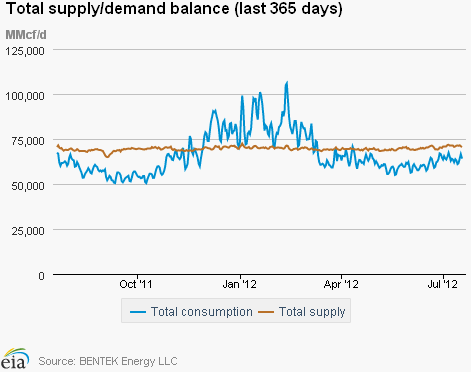 Total supply/demand balance (last 365 days)
MMcf/d
125,000
100,000
75,000
50,000
25,000
0
Oct '11 Jan '12 Apr '12 Jul '12
Total consumption Total supply
eia Source: BENTEK Energy LLC